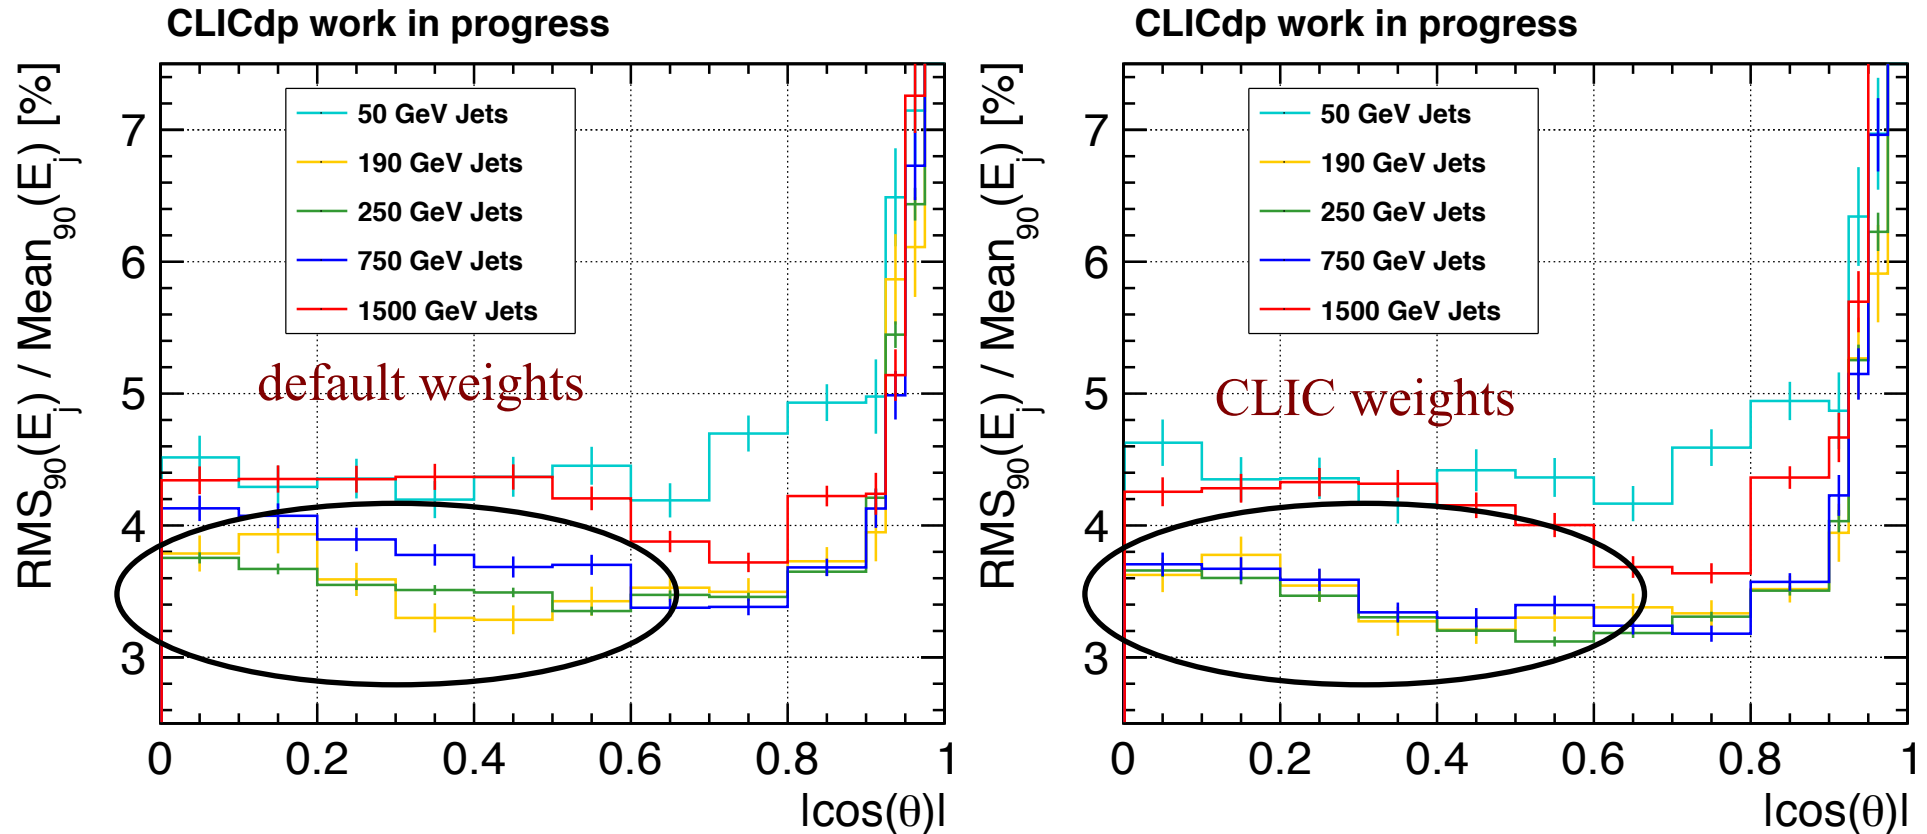 CLICdp work in progress
RMS90(Ej) / Mean90(Ej) [%]
7
6
5
4
3
50 GeV Jets
190 GeV Jets
250 GeV Jets
750 GeV Jets
1500 GeV Jets
default weights
0 0.2 0.4 0.6 0.8 1
|cos(θ)|
CLICdp work in progress
RMS90(Ej) / Mean90(Ej) [%]
7
6
5
4
3
50 GeV Jets
190 GeV Jets
250 GeV Jets
750 GeV Jets
1500 GeV Jets
CLIC weights
0 0.2 0.4 0.6 0.8 1
|cos(θ)|